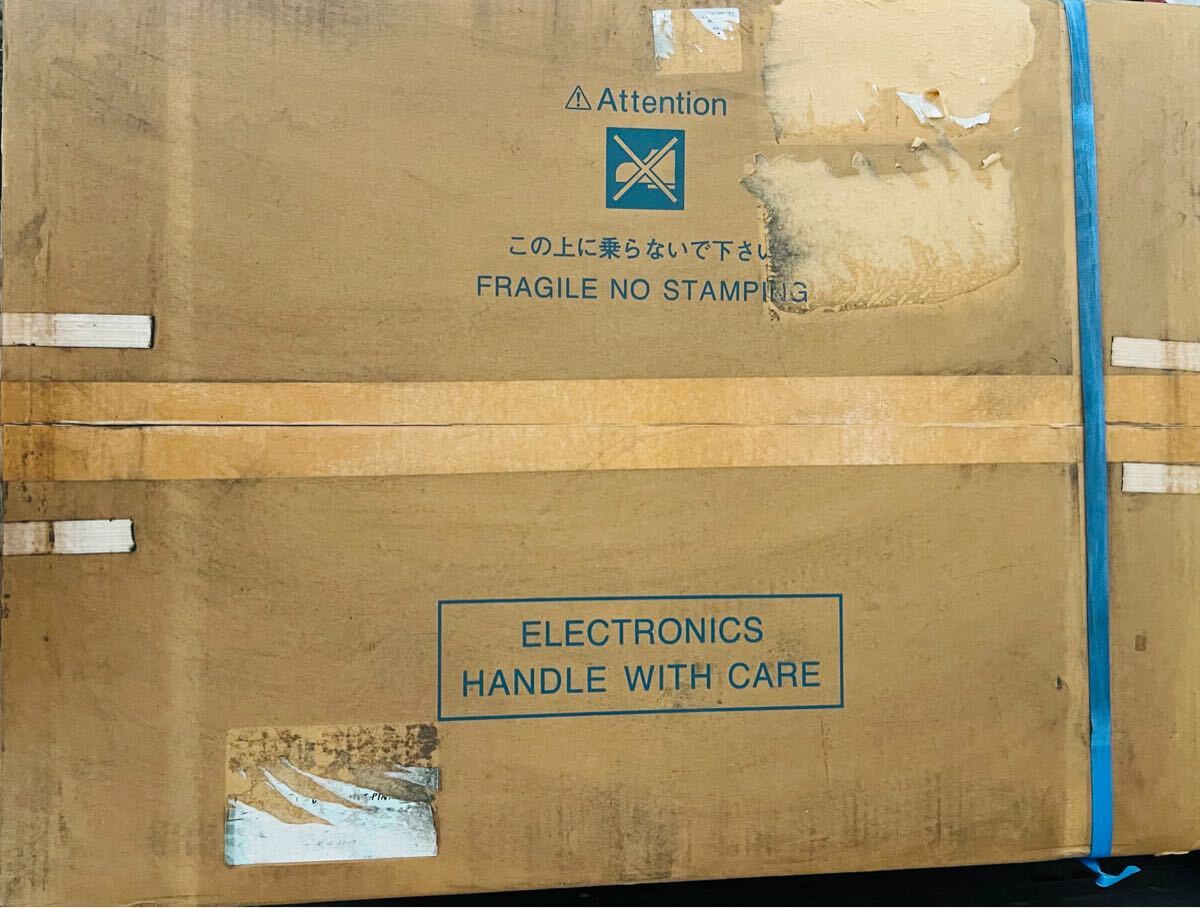 ⚠Attention
この上に乗らないで下さい
FRAGILE NO STAMPING
ELECTRONICS
HANDLE WITH CARE